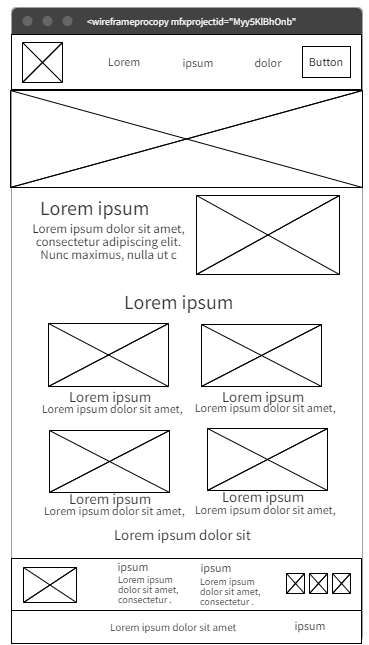 <wireframeprocopy mfxprojectid="Myy5KlBhOnb"
Lorem ipsum dolor Button
Lorem ipsum
Lorem ipsum dolor sit amet,
consectetur adipiscing elit.
Nunc maximus, nulla ut c
Lorem ipsum
Lorem ipsum
Lorem ipsum dolor sit amet,
Lorem ipsum
Lorem ipsum dolor sit amet,
Lorem ipsum
Lorem ipsum dolor sit amet,
Lorem ipsum
Lorem ipsum dolor sit amet,
Lorem ipsum dolor sit
ipsum
Lorem ipsum
dolor sit amet,
consectetur .
ipsum
Lorem ipsum
dolor sit amet,
consectetur .
Lorem ipsum dolor sit amet
ipsum